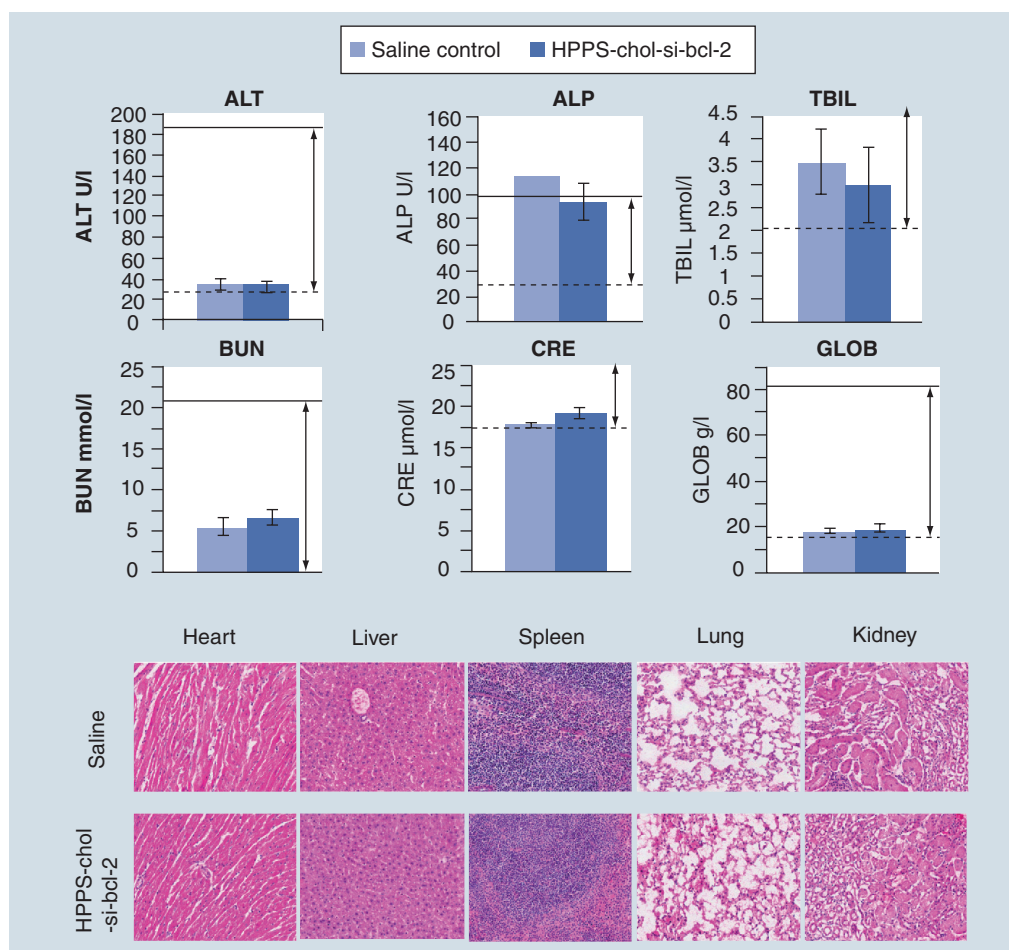 Saline control HPPS-chol-si-bcl-2
ALT
ALT U/l
200
180
160
140
120
100
80
60
40
20
0
ALP
ALP U/l
160
140
120
100
80
60
40
20
0
TBIL
TBIL µmol/l
4.5
4
3.5
3
2.5
2
1.5
1
0.5
0
BUN
BUN mmol/l
25
20
15
10
5
0
CRE
CRE µmol/l
25
20
15
10
5
0
GLOB
GLOB g/l
80
60
40
20
0
Heart Liver Spleen Lung Kidney
Saline
HPPS-chol
-si-bcl-2